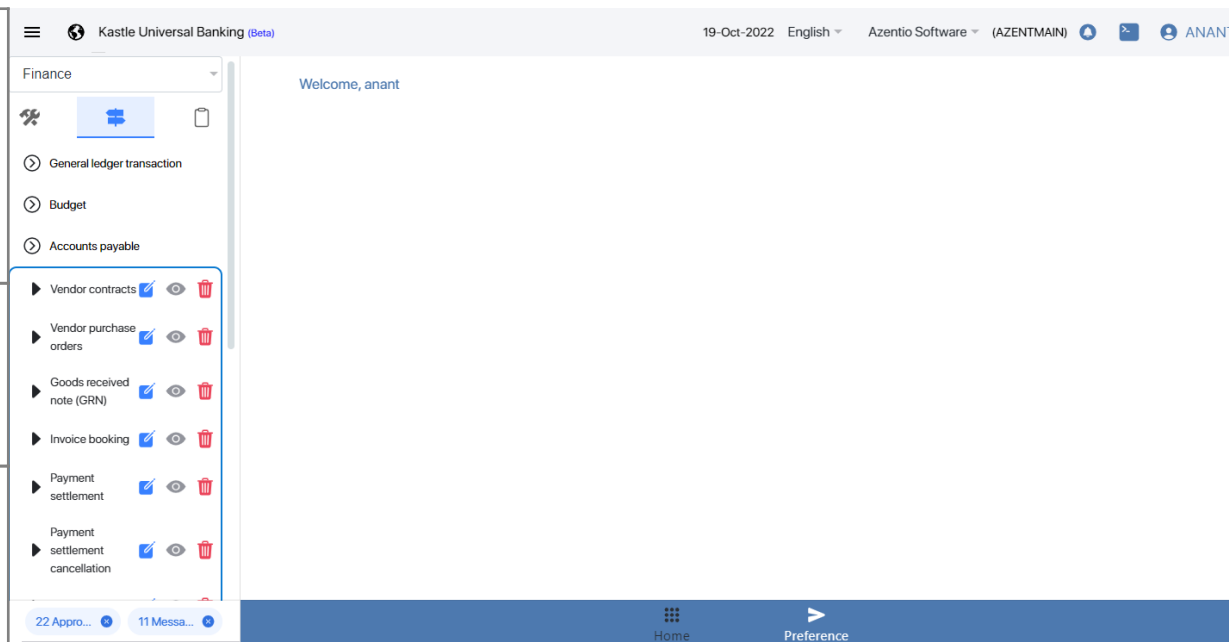 Kastle Universal Banking (Beta)
19-Oct-2022 English Azentio Software (AZENTMAIN) ANANT
Finance
Welcome, anant
General ledger transaction
Budget
Accounts payable
Vendor contracts
Vendor purchase
orders
Goods received
note (GRN)
Invoice booking
Payment
settlement
Payment
settlement
cancellation
22 Appro...
11 Messa...
Home
Preference